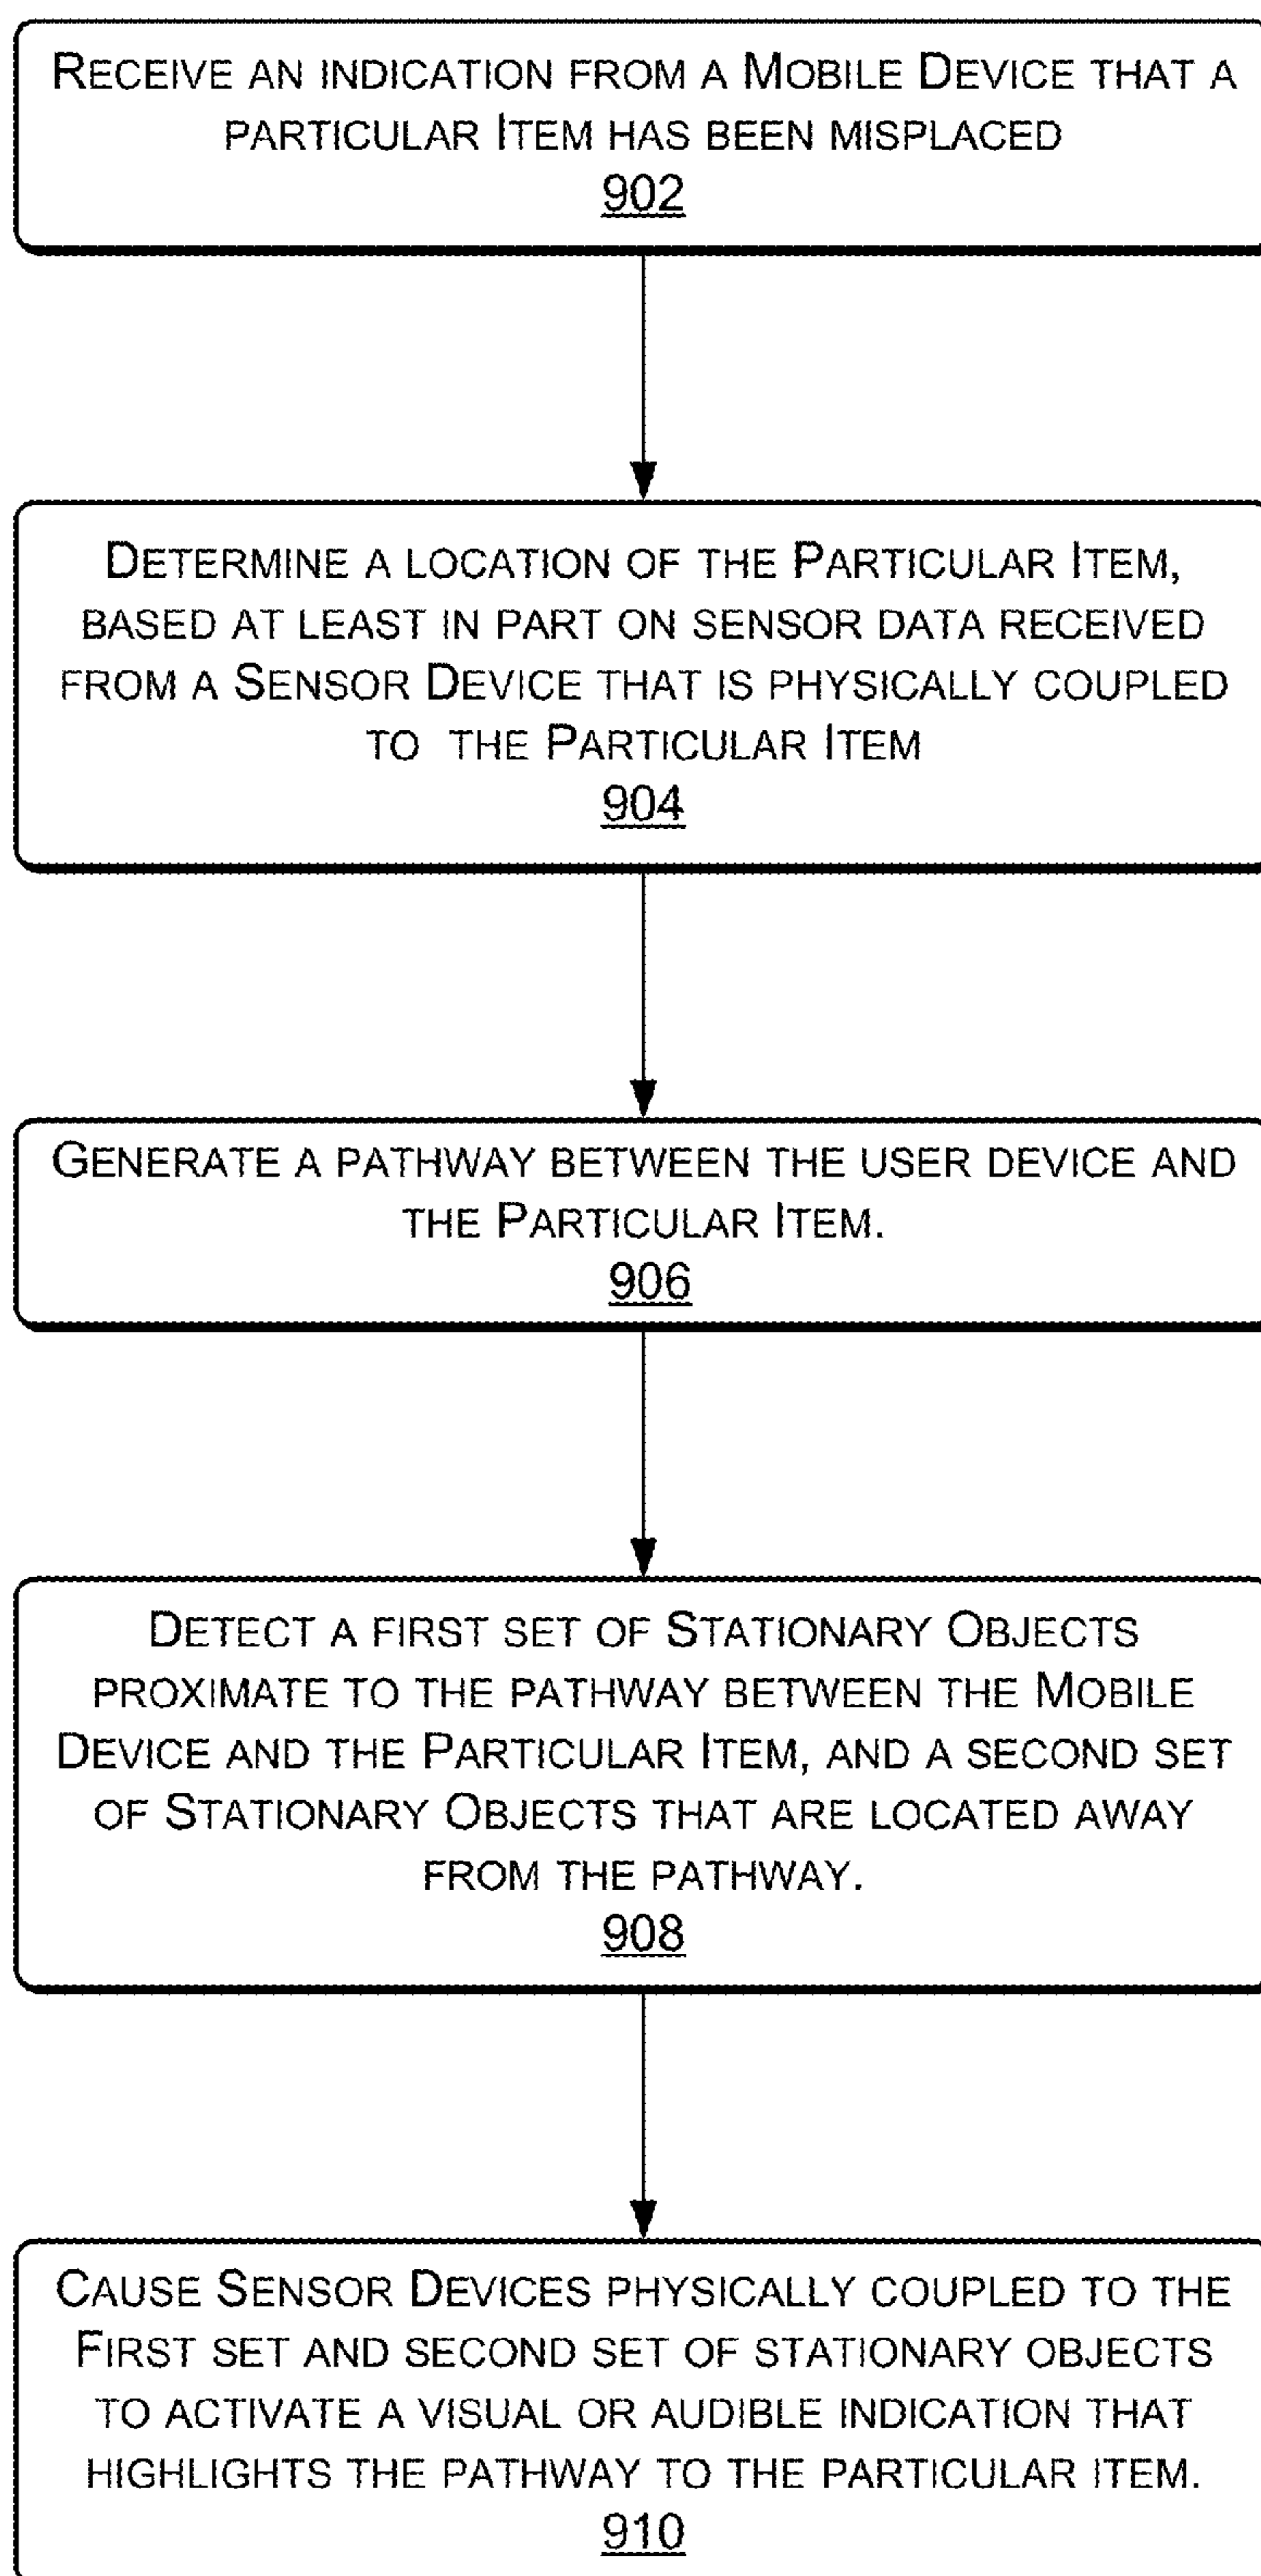 RECEIVE AN INDICATION FROM A MOBILE DEVICE THAT A
PARTICULAR ITEM HAS BEEN MISPLACED
902
DETERMINE A LOCATION OF THE PARTICULAR ITEM,
BASED AT LEAST IN PART ON SENSOR DATA RECEIVED
FROM A SENSOR DEVICE THAT IS PHYSICALLY COUPLED
TO THE PARTICULAR ITEM
904
GENERATE A PATHWAY BETWEEN THE USER DEVICE AND
THE PARTICULAR ITEM.
906
DETECT A FIRST SET OF STATIONARY OBJECTS
PROXIMATE TO THE PATHWAY BETWEEN THE MOBILE
DEVICE AND THE PARTICULAR ITEM, AND A SECOND SET
OF STATIONARY OBJECTS THAT ARE LOCATED AWAY
FROM THE PATHWAY.
908
CAUSE SENSOR DEVICES PHYSICALLY COUPLED TO THE
FIRST SET AND SECOND SET OF STATIONARY OBJECTS
TO ACTIVATE A VISUAL OR AUDIBLE INDICATION THAT
HIGHLIGHTS THE PATHWAY TO THE PARTICULAR ITEM.
910